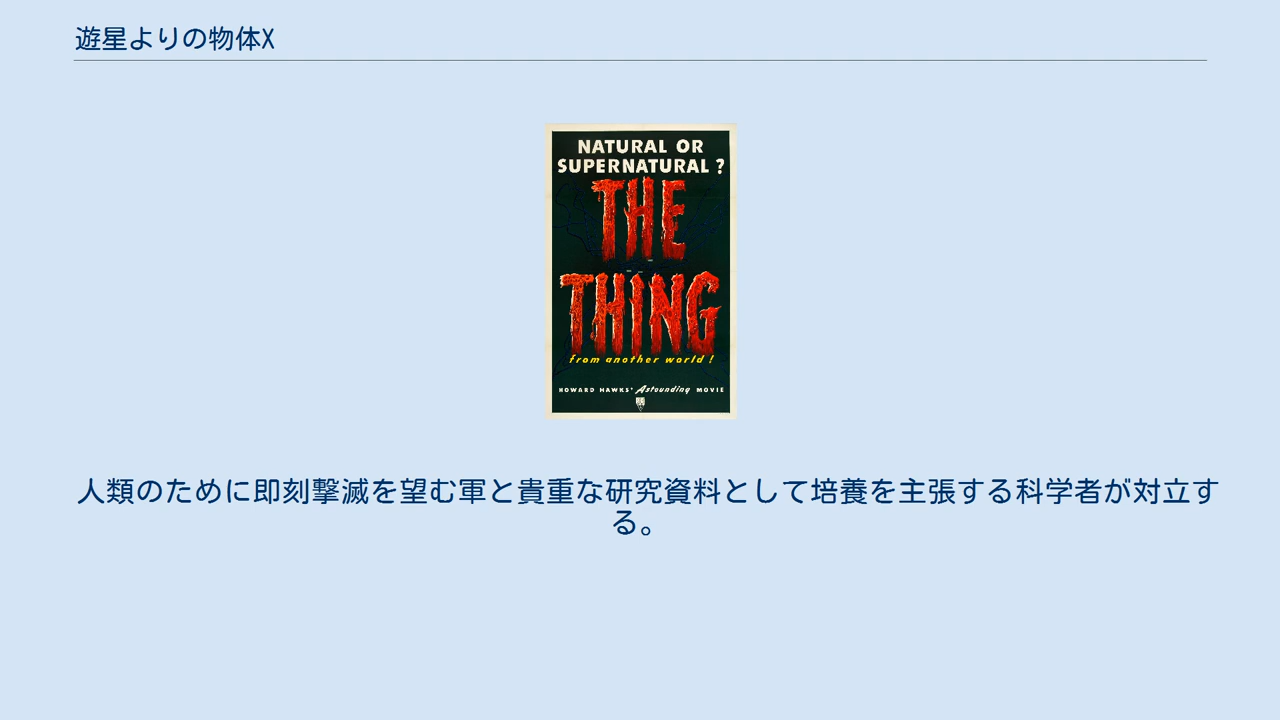 遊星よりの物体X
NATURAL OR
SUPERNATURAL ?
THE
THING
from another world !
HOWARD HAWKS' Astounding MOVIE
人類のために即刻撃滅を望む軍と貴重な研究資料として培養を主張する科学者が対立す
る。